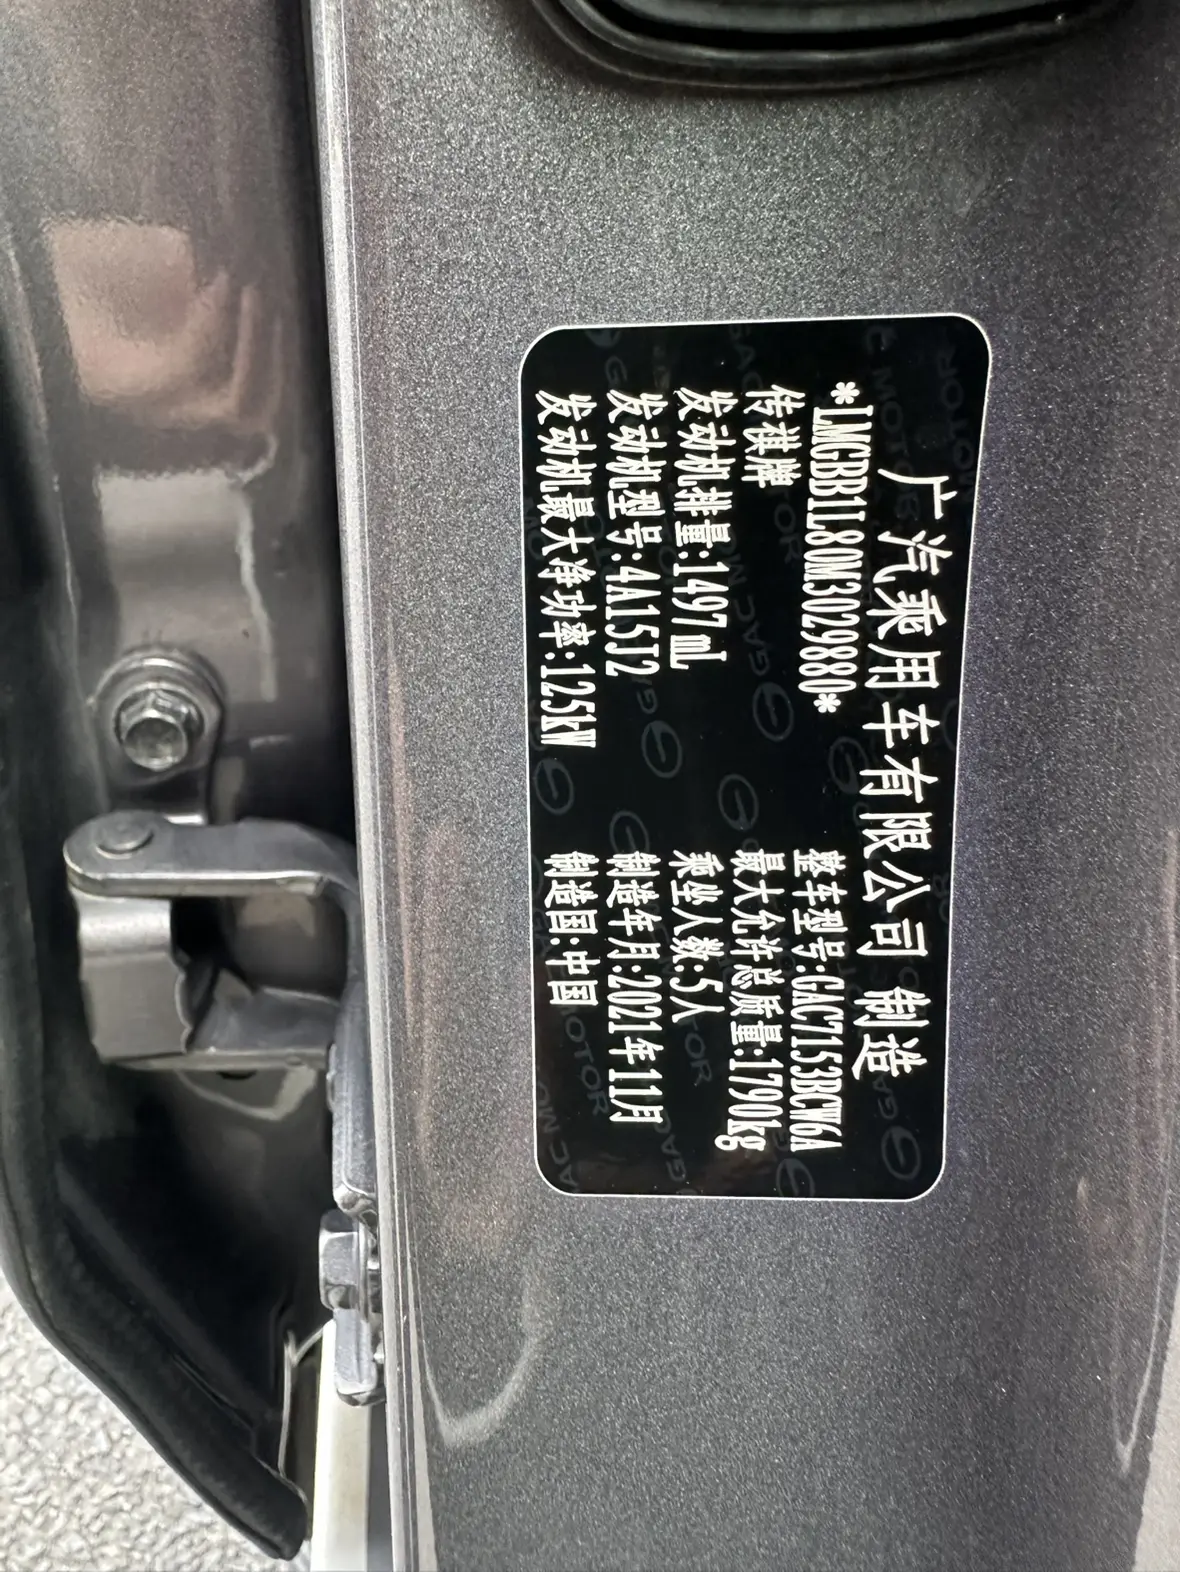 广汽乘用车有限公司 制造
*LMGBB1L80M3029880*
整车型号:GAC7153BCW6A
传祺牌
最大允许总质量:1790kg
发动机排量:1497mL
乘坐人数:5人
发动机型号:4A15J2
制造年月:2021年11月
发动机最大净功率:125kW
制造国:中国